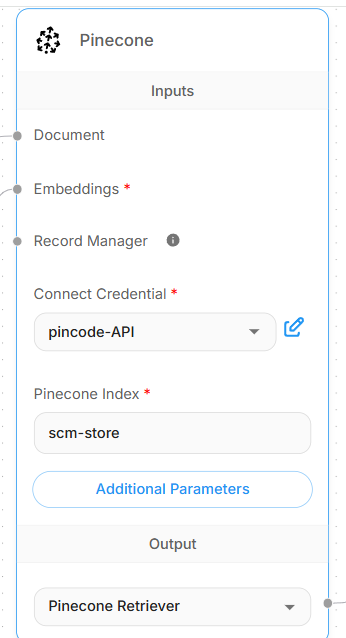 Pinecone
Inputs
Document
Embeddings *
Record Manager
Connect Credential *
pincode-API
Pinecone Index *
scm-store
Additional Parameters
Output
Pinecone Retriever